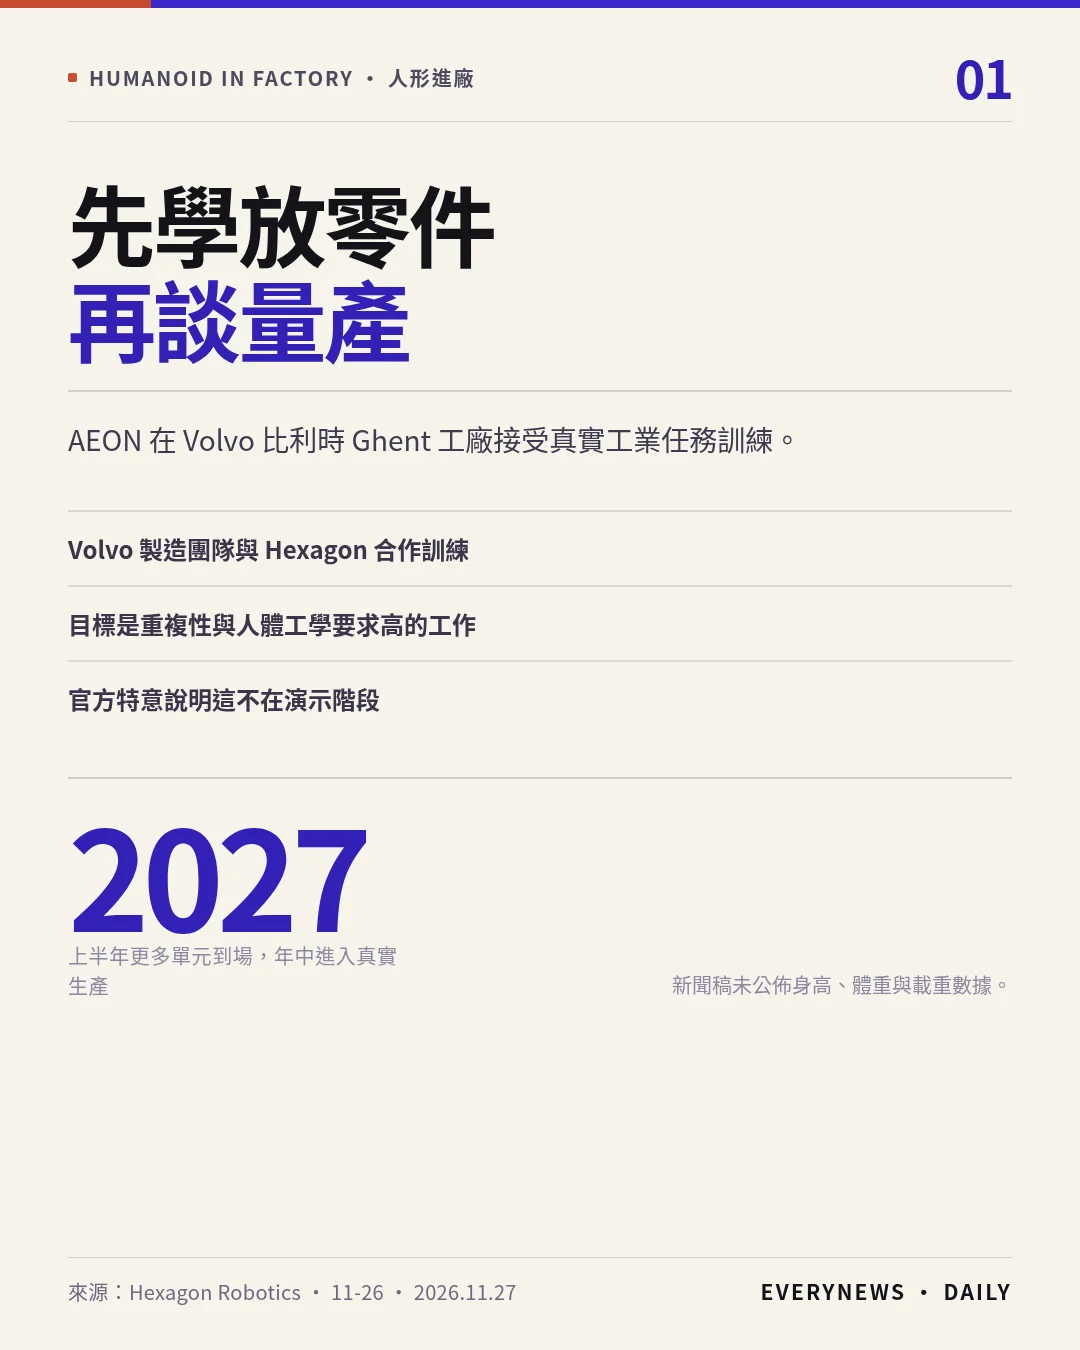 HUMANOID IN FACTORY • 人形進廠
01
先學放零件
再談量產
AEON 在 Volvo 比利時 Ghent 工廠接受真實工業任務訓練。
Volvo 製造團隊與 Hexagon 合作訓練
目標是重複性與人體工學要求高的工作
官方特意說明這不在演示階段
2027
上半年更多單元到場，年中進入真實
生產
新聞稿未公佈身高、體重與載重數據。
來源：Hexagon Robotics • 11-26 • 2026.11.27
EVERYNEWS • DAILY